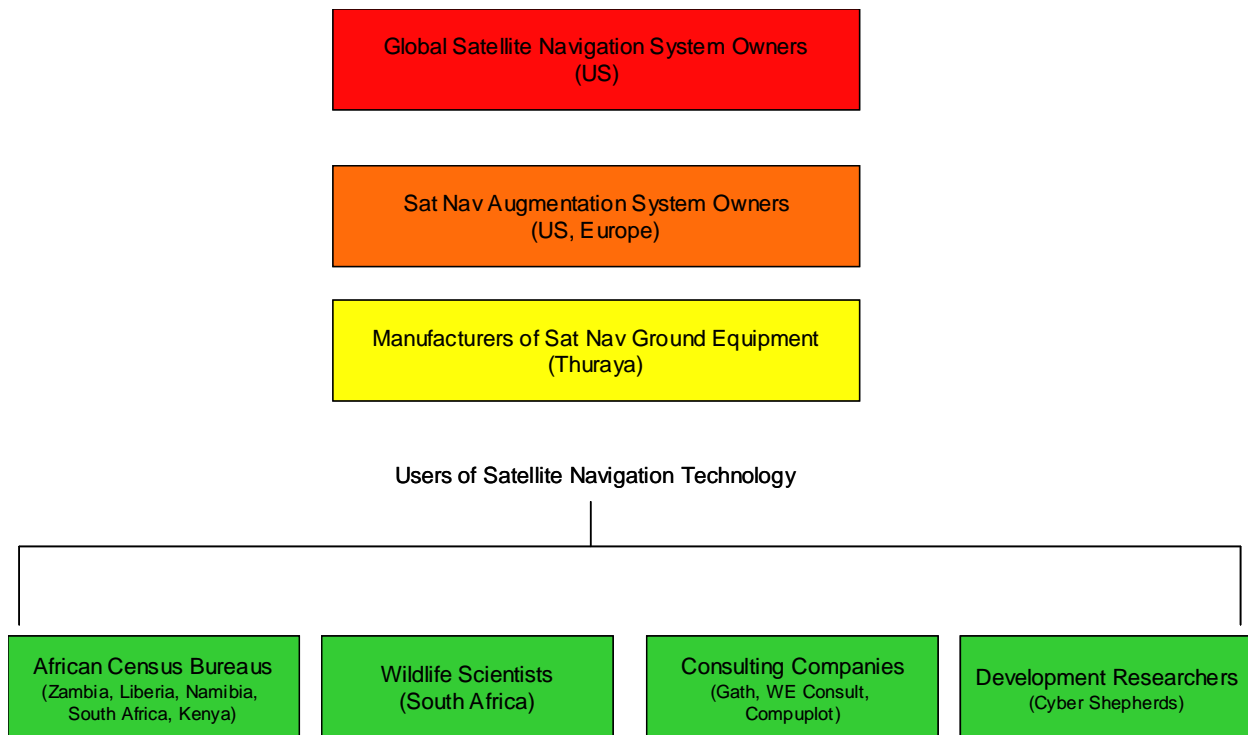 Global Satellite Navigation System Owners
(US)
Sat Nav Augmentation System Owners
(US, Europe)
Manufacturers of Sat Nav Ground Equipment
(Thuraya)
Users of Satellite Navigation Technology
African Census Bureaus
(Zambia, Liberia, Namibia,
South Africa, Kenya)
Wildlife Scientists
(South Africa)
Consulting Companies
(Gath, WE Consult,
Compuplot)
Development Researchers
(Cyber Shepherds)